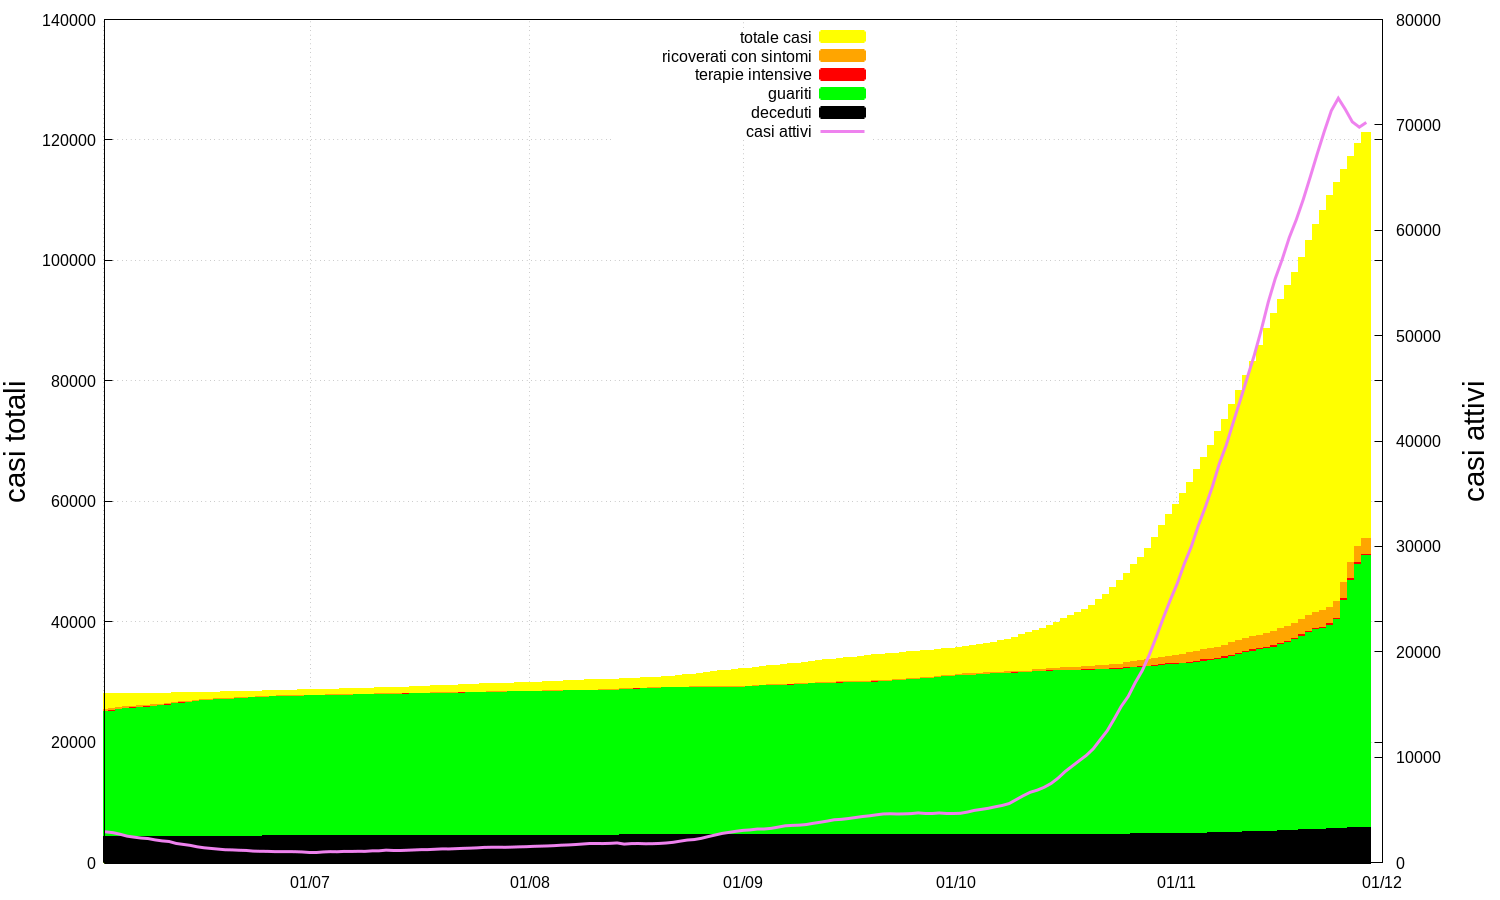 140000
120000
100000
80000
60000
40000
20000
0
casi totali
totale casi
ricoverati con sintomi
terapie intensive
guariti
deceduti
casi attivi
80000
70000
60000
50000
40000
30000
20000
10000
0
casi attivi
01/07
01/08
01/09
01/10
01/11
01/12